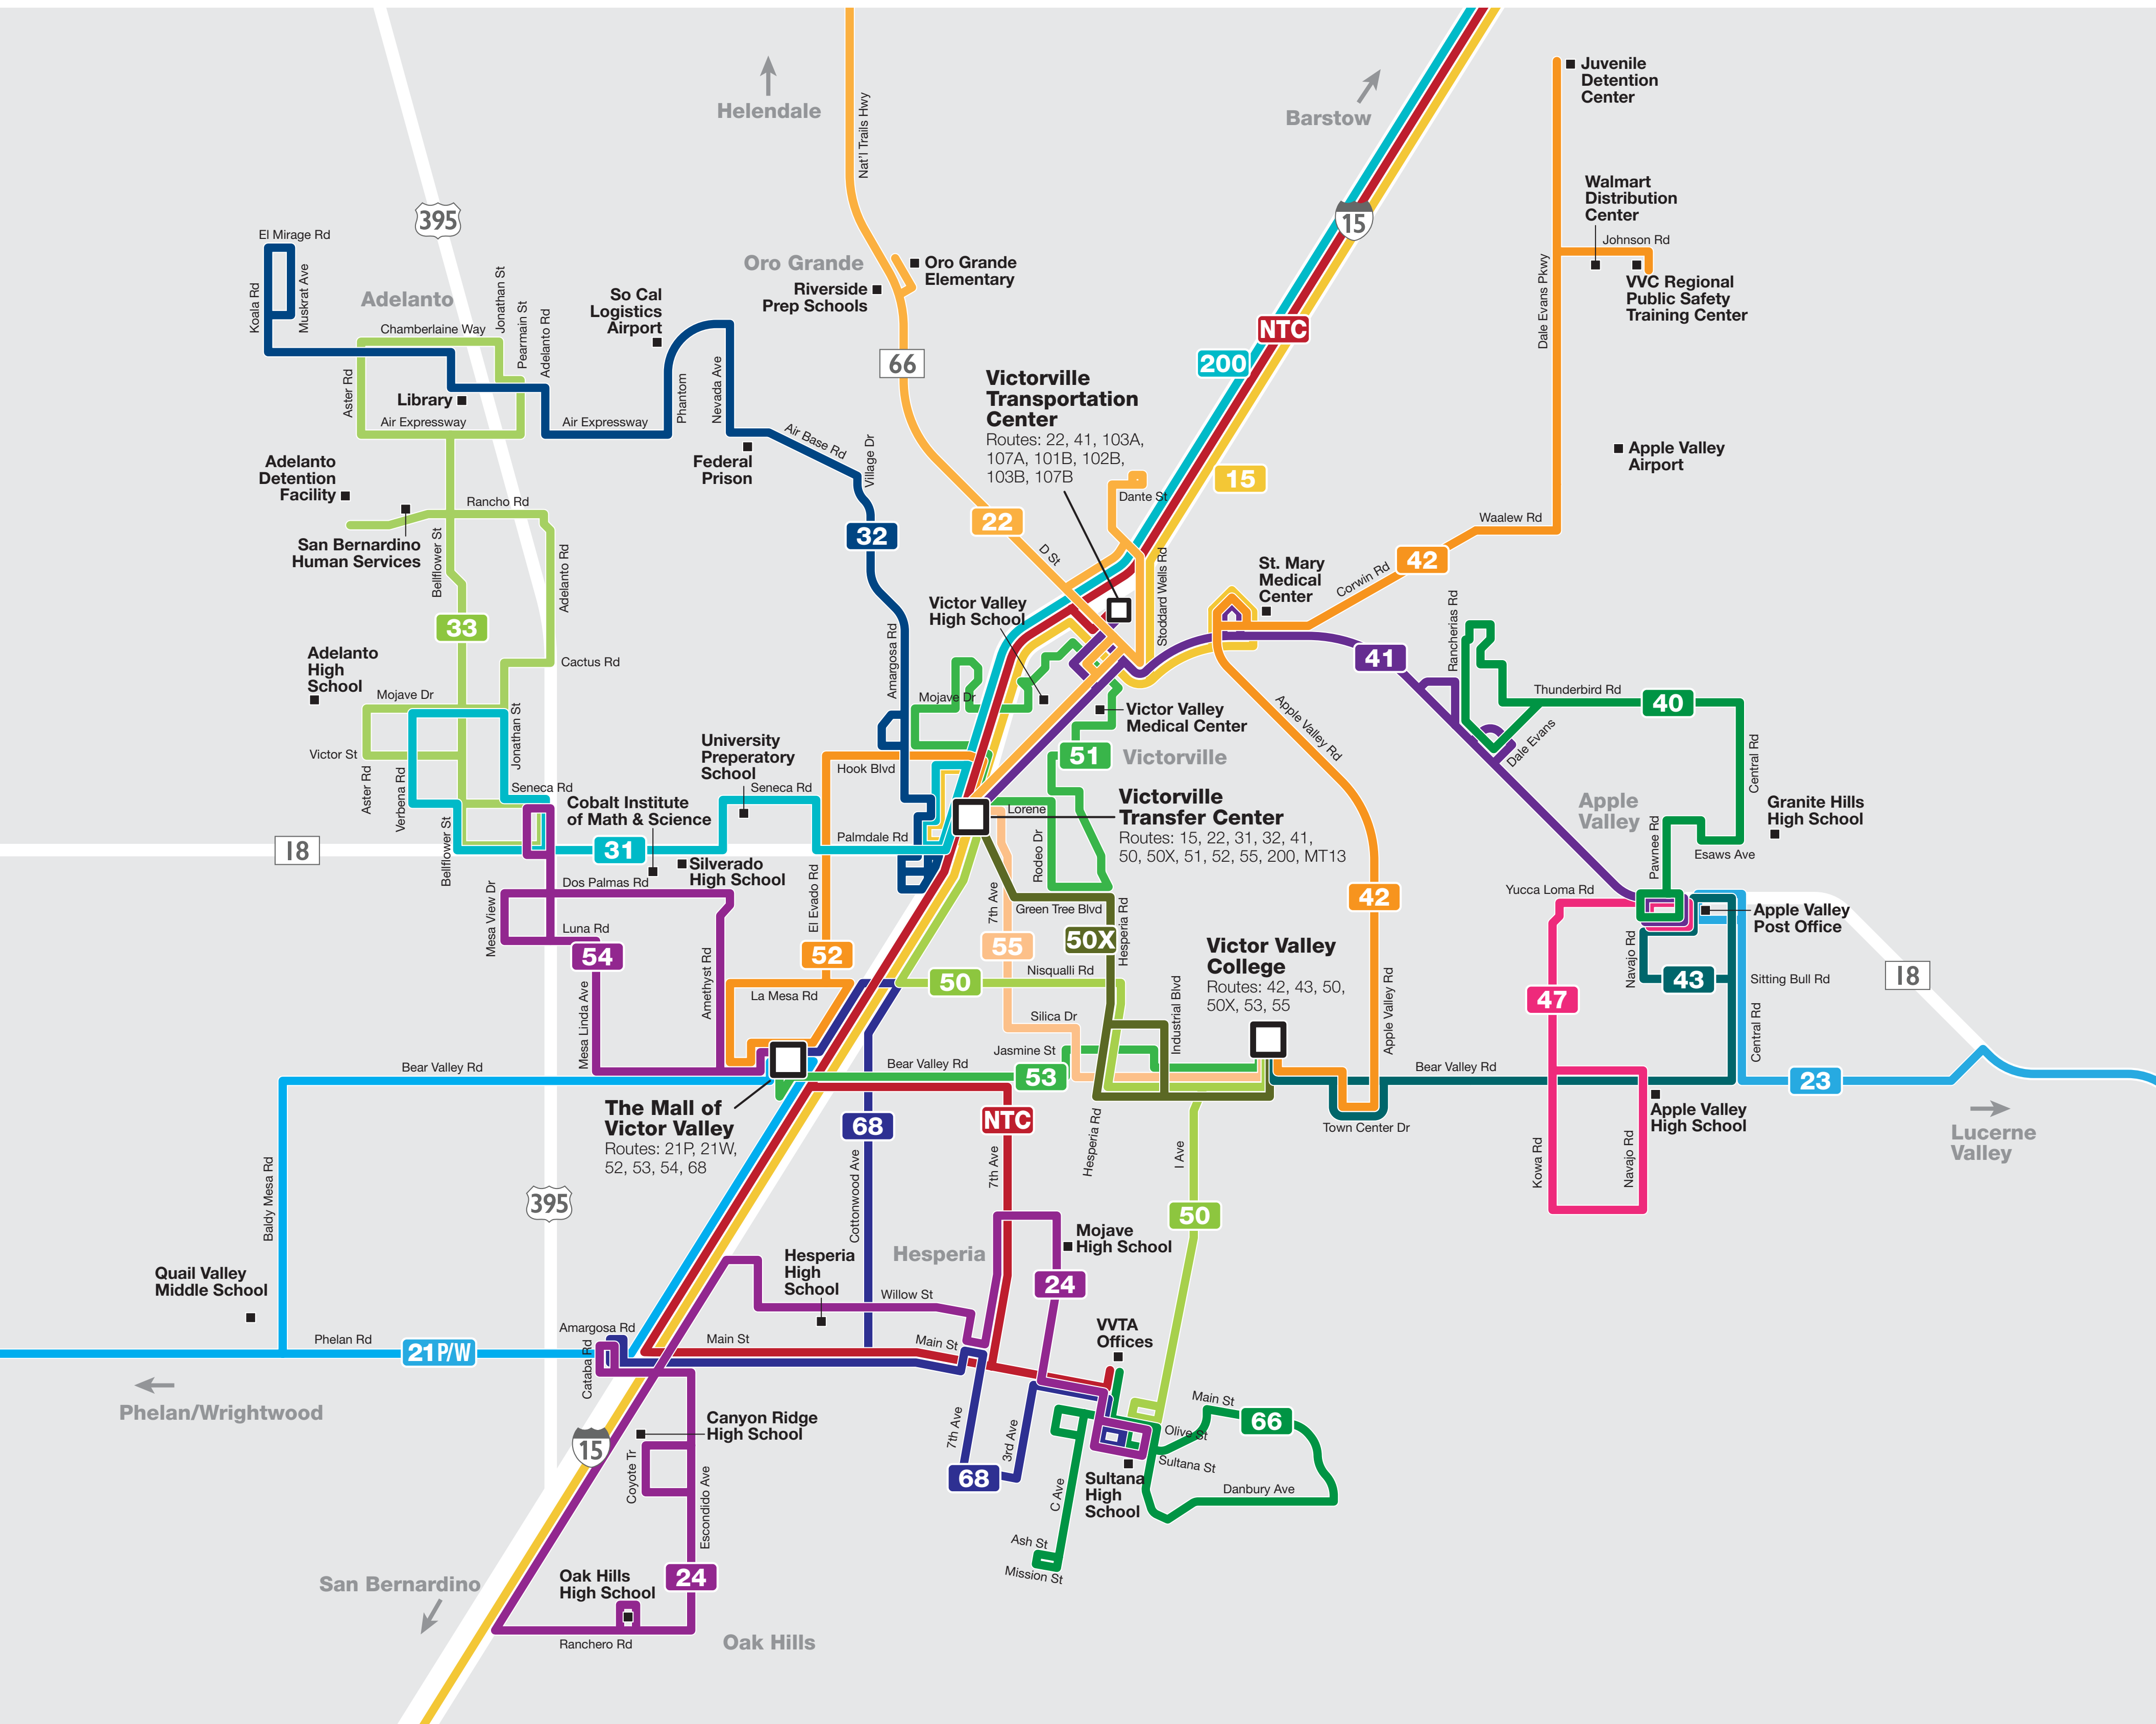 Helendale
Nat'l Trails Hwy
Barstow
Juvenile
Detention
Center
395
15
Walmart
Distribution
Center
Johnson Rd
VVC Regional
Public Safety
Training Center
Dale Evans Pkwy
El Mirage Rd
Koala Rd
Muskrat Ave
Adelanto
Chamberlaine Way
Jonathan St
Pearmain St
Adelanto Rd
Aster Rd
Library
Air Expressway
Air Expressway
So Cal
Logistics
Airport
Phantom
Nevada Ave
Federal
Prison
Air Base Rd
Village Dr
Oro Grande
Riverside
Prep Schools
Oro Grande
Elementary
66
NTC
200
15
Victorville
Transportation
Center
Routes: 22, 41, 103A,
107A, 101B, 102B,
103B, 107B
Dante St
22
D St
Stoddard Wells Rd
32
Apple Valley
Airport
Waalew Rd
42
Corwin Rd
St. Mary
Medical
Center
Adelanto
Detention
Facility
Rancho Rd
San Bernardino
Human Services
Bellflower St
Adelanto Rd
33
Cactus Rd
Adelanto
High
School
Mojave Dr
Victor St
Aster Rd
Verbena Rd
Jonathan St
Seneca Rd
Bellflower St
Victor Valley
High School
Amargosa Rd
Mojave Dr
Victor Valley
Medical Center
51
Victorville
41
Rancherias Rd
Thunderbird Rd
40
Dale Evans
Central Rd
Apple Valley Rd
University
Preperatory
School
Seneca Rd
Hook Blvd
Cobalt Institute
of Math & Science
Palmdale Rd
Lorene
Victorville
Transfer Center
Routes: 15, 22, 31, 32, 41,
50, 50X, 51, 52, 55, 200, MT13
Apple
Valley
Granite Hills
High School
Pawnee Rd
Esaws Ave
18
31
Silverado
High School
Dos Palmas Rd
El Evado Rd
Rodeo Dr
7th Ave
Green Tree Blvd
Hesperia Rd
42
Yucca Loma Rd
Apple Valley
Post Office
Mesa View Dr
Luna Rd
54
Amethyst Rd
52
55
50X
Victor Valley
College
Routes: 42, 43, 50,
50X, 53, 55
Navajo Rd
43
Sitting Bull Rd
18
Mesa Linda Ave
La Mesa Rd
50
Nisqualli Rd
Silica Dr
Industrial Blvd
Apple Valley Rd
47
Central Rd
Bear Valley Rd
Bear Valley Rd
Jasmine St
53
Bear Valley Rd
23
The Mall of
Victor Valley
Routes: 21P, 21W,
52, 53, 54, 68
68
NTC
Town Center Dr
Apple Valley
High School
Lucerne
Valley
Baldy Mesa Rd
395
Cottonwood Ave
7th Ave
Hesperia Rd
I Ave
Kowa Rd
Navajo Rd
50
Quail Valley
Middle School
Hesperia
High
School
Hesperia
Mojave
High School
24
Willow St
Phelan Rd
21P/W
Amargosa Rd
Main St
Main St
VVTA
Offices
Cataba Rd
Phelan/Wrightwood
Canyon Ridge
High School
15
Coyote Tr
Escondido Ave
7th Ave
3rd Ave
68
Main St
66
Olive St
Sultana St
Sultana
High
School
C Ave
Danbury Ave
Ash St
Mission St
San Bernardino
Oak Hills
High School
24
Ranchero Rd
Oak Hills